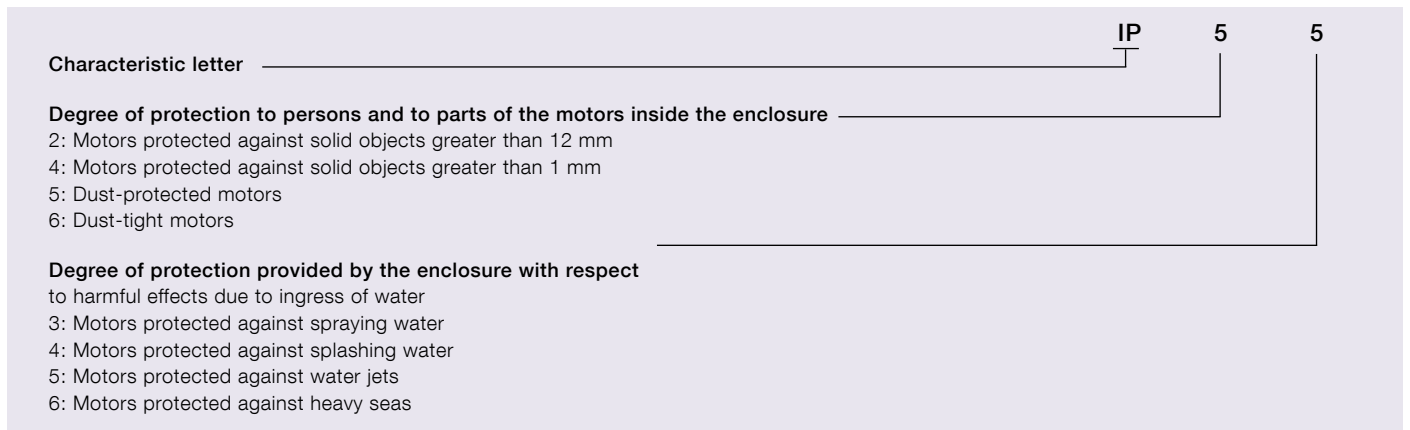 IP 5 5
Characteristic letter
Degree of protection to persons and to parts of the motors inside the enclosure
2: Motors protected against solid objects greater than 12 mm
4: Motors protected against solid objects greater than 1 mm
5: Dust-protected motors
6: Dust-tight motors
Degree of protection provided by the enclosure with respect
to harmful effects due to ingress of water
3: Motors protected against spraying water
4: Motors protected against splashing water
5: Motors protected against water jets
6: Motors protected against heavy seas